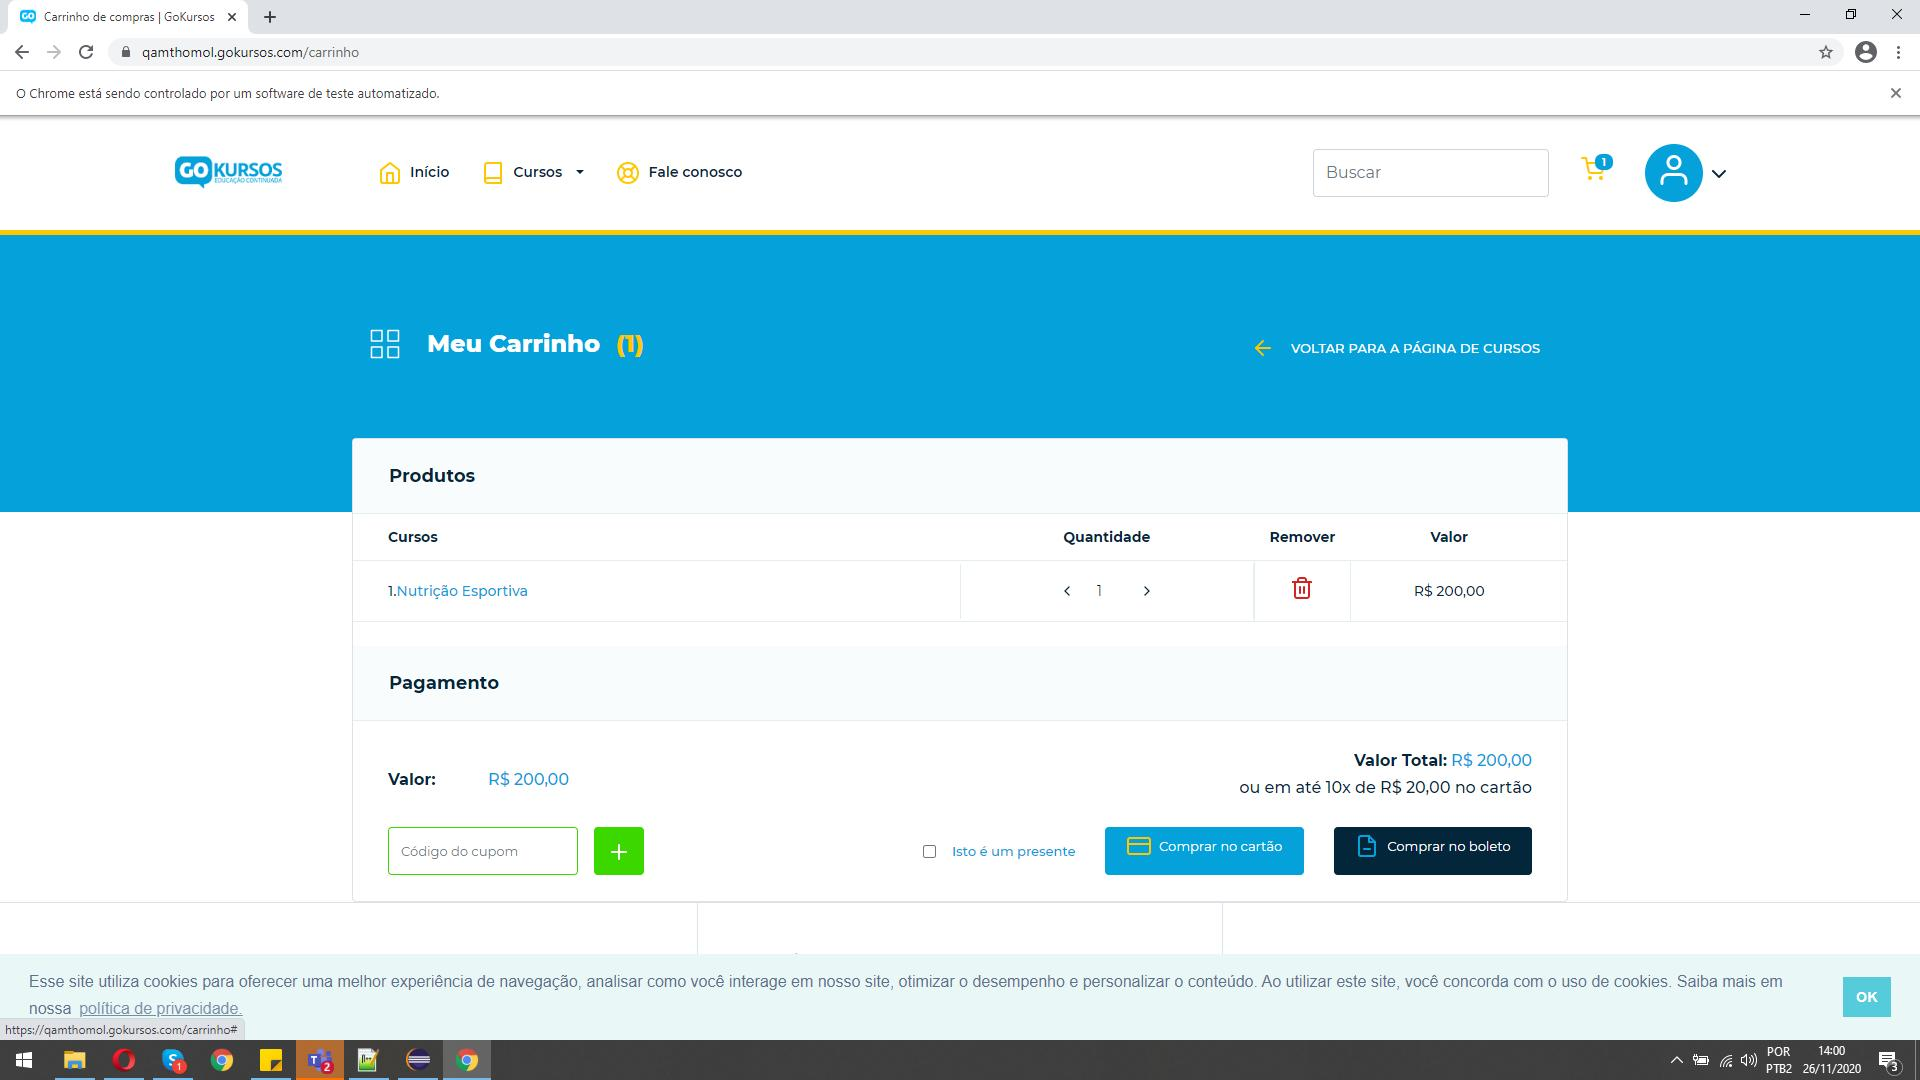 Carrinho de compras | GoKursos
qamthomol.gokursos.com/carrinho
O Chrome está sendo controlado por um software de teste automatizado.
GO KURSOS
EDUCAÇÃO CONTINUADA
Início
Cursos
Fale conosco
Buscar
1
Meu Carrinho (1)
VOLTAR PARA A PÁGINA DE CURSOS
Produtos
Cursos Quantidade Remover Valor
1.Nutrição Esportiva 1 R$ 200,00
Pagamento
Valor: R$ 200,00
Valor Total: R$ 200,00
ou em até 10x de R$ 20,00 no cartão
Código do cupom
+
Isto é um presente
Comprar no cartão
Comprar no boleto
Esse site utiliza cookies para oferecer uma melhor experiência de navegação, analisar como você interage em nosso site, otimizar o desempenho e personalizar o conteúdo. Ao utilizar este site, você concorda com o uso de cookies. Saiba mais em
nossa política de privacidade.
OK
https://qamthomol.gokursos.com/carrinho#
1
2
POR
PTB2
14:00
26/11/2020
3